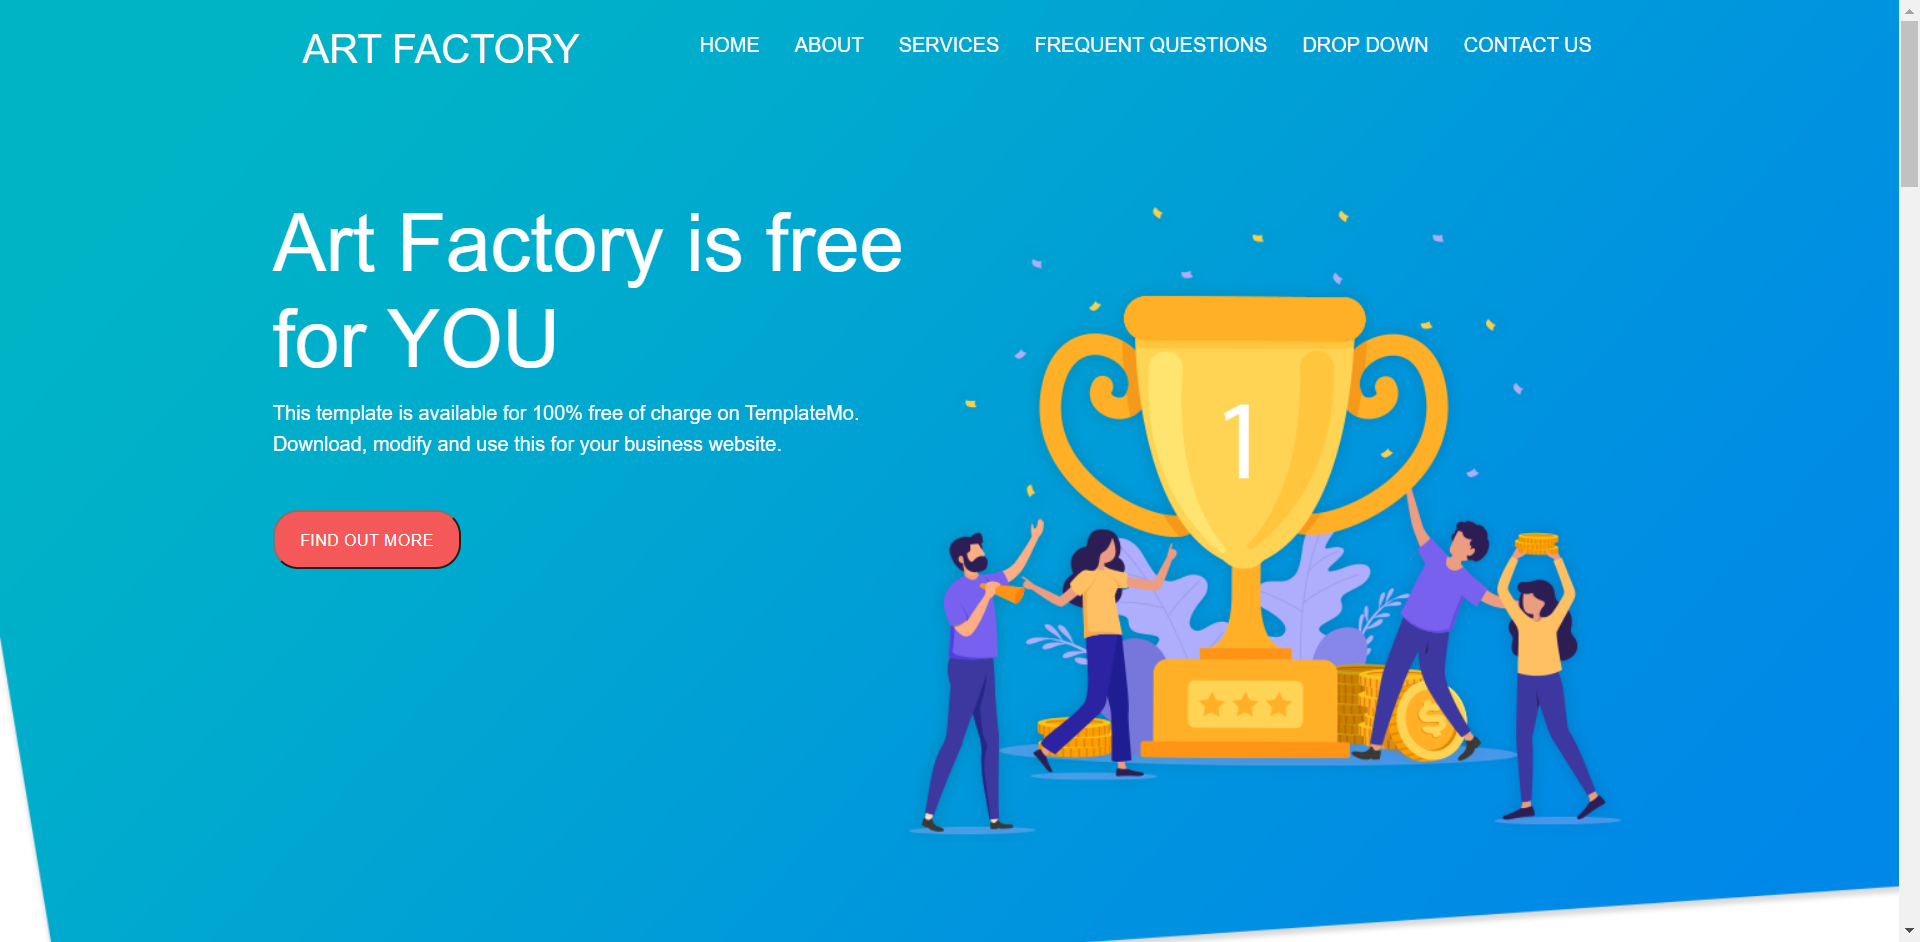 ART FACTORY
HOME ABOUT SERVICES FREQUENT QUESTIONS DROP DOWN CONTACT US
Art Factory is free
for YOU
This template is available for 100% free of charge on TemplateMo.
Download, modify and use this for your business website.
FIND OUT MORE
1
$